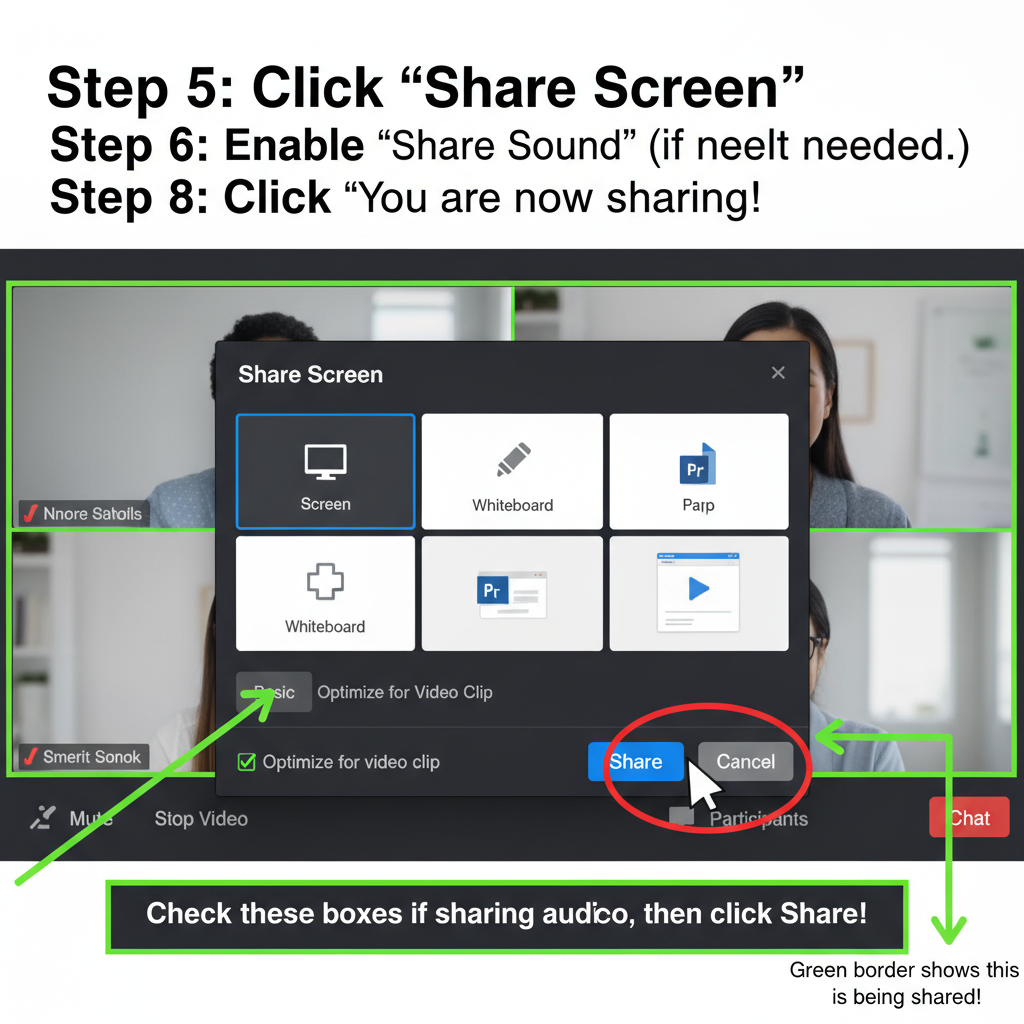 Step 5: Click “Share Screen”
Step 6: Enable “Share Sound” (if neelt needed.)
Step 8: Click “You are now sharing!
Share Screen
Screen
Whiteboard
Pr
Parp
Nnore Satoils
Whiteboard
Pr
Basic Optimize for Video Clip
Smerit Sonok
Optimize for video clip
Share
Cancel
Mute
Stop Video
Participants
Chat
Check these boxes if sharing audico, then click Share!
Green border shows this
is being shared!